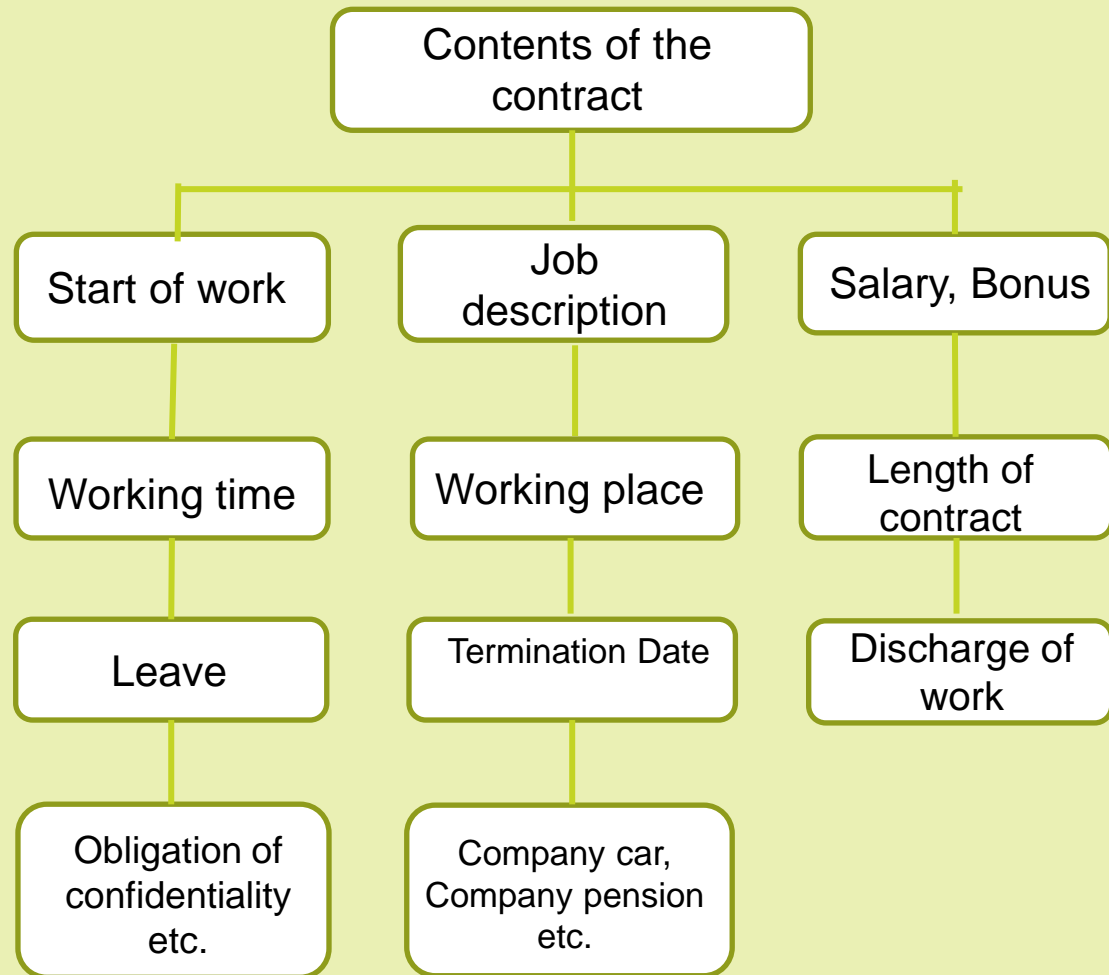 Contents of the
contract
Start of work
Job
description
Salary, Bonus
Working time
Working place
Length of
contract
Leave
Termination Date
Discharge of
work
Obligation of
confidentiality
etc.
Company car,
Company pension
etc.